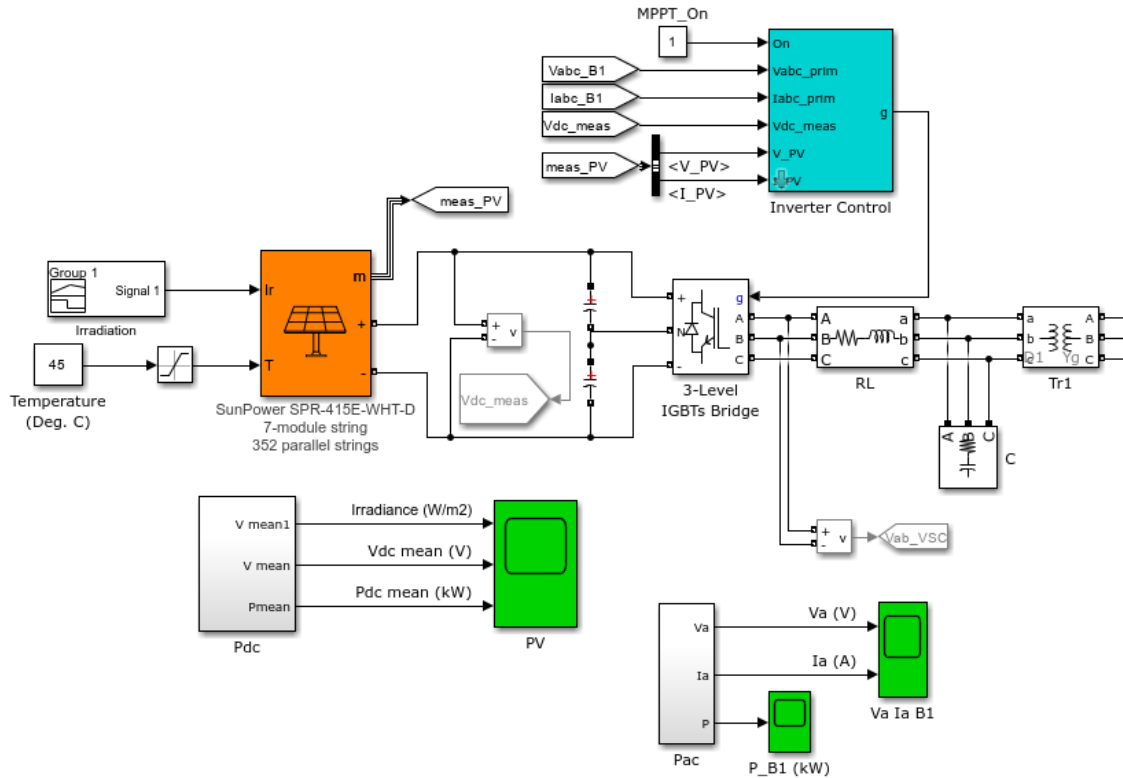 MPPT_On
1
On
Vabc_B1
Vabc_prim
Iabc_B1
Iabc_prim
Vdc_meas
Vdc_meas
g
meas_PV
<V_PV>
V_PV
<I_PV>
Inverter Control
meas_PV
m
Group 1
Signal 1
Irradiation
Ir
+
-
T
45
Temperature
(Deg. C)
SunPower SPR-415E-WHT-D
7-module string
352 parallel strings
+
-
v
Vdc_meas
+
+
+
N
-
g
A
B
C
3-Level
IGBTs Bridge
A
B
C
a
b
c
RL
a
b
c
A
B
C
D1
Yg
Tr1
A
B
C
C
+
-
v
Vab_VSC
V mean1
V mean
Pmean
Pdc
Irradiance (W/m2)
Vdc mean (V)
Pdc mean (kW)
PV
Va
Ia
P
Pac
Va (V)
Ia (A)
Va Ia B1
P_B1 (kW)